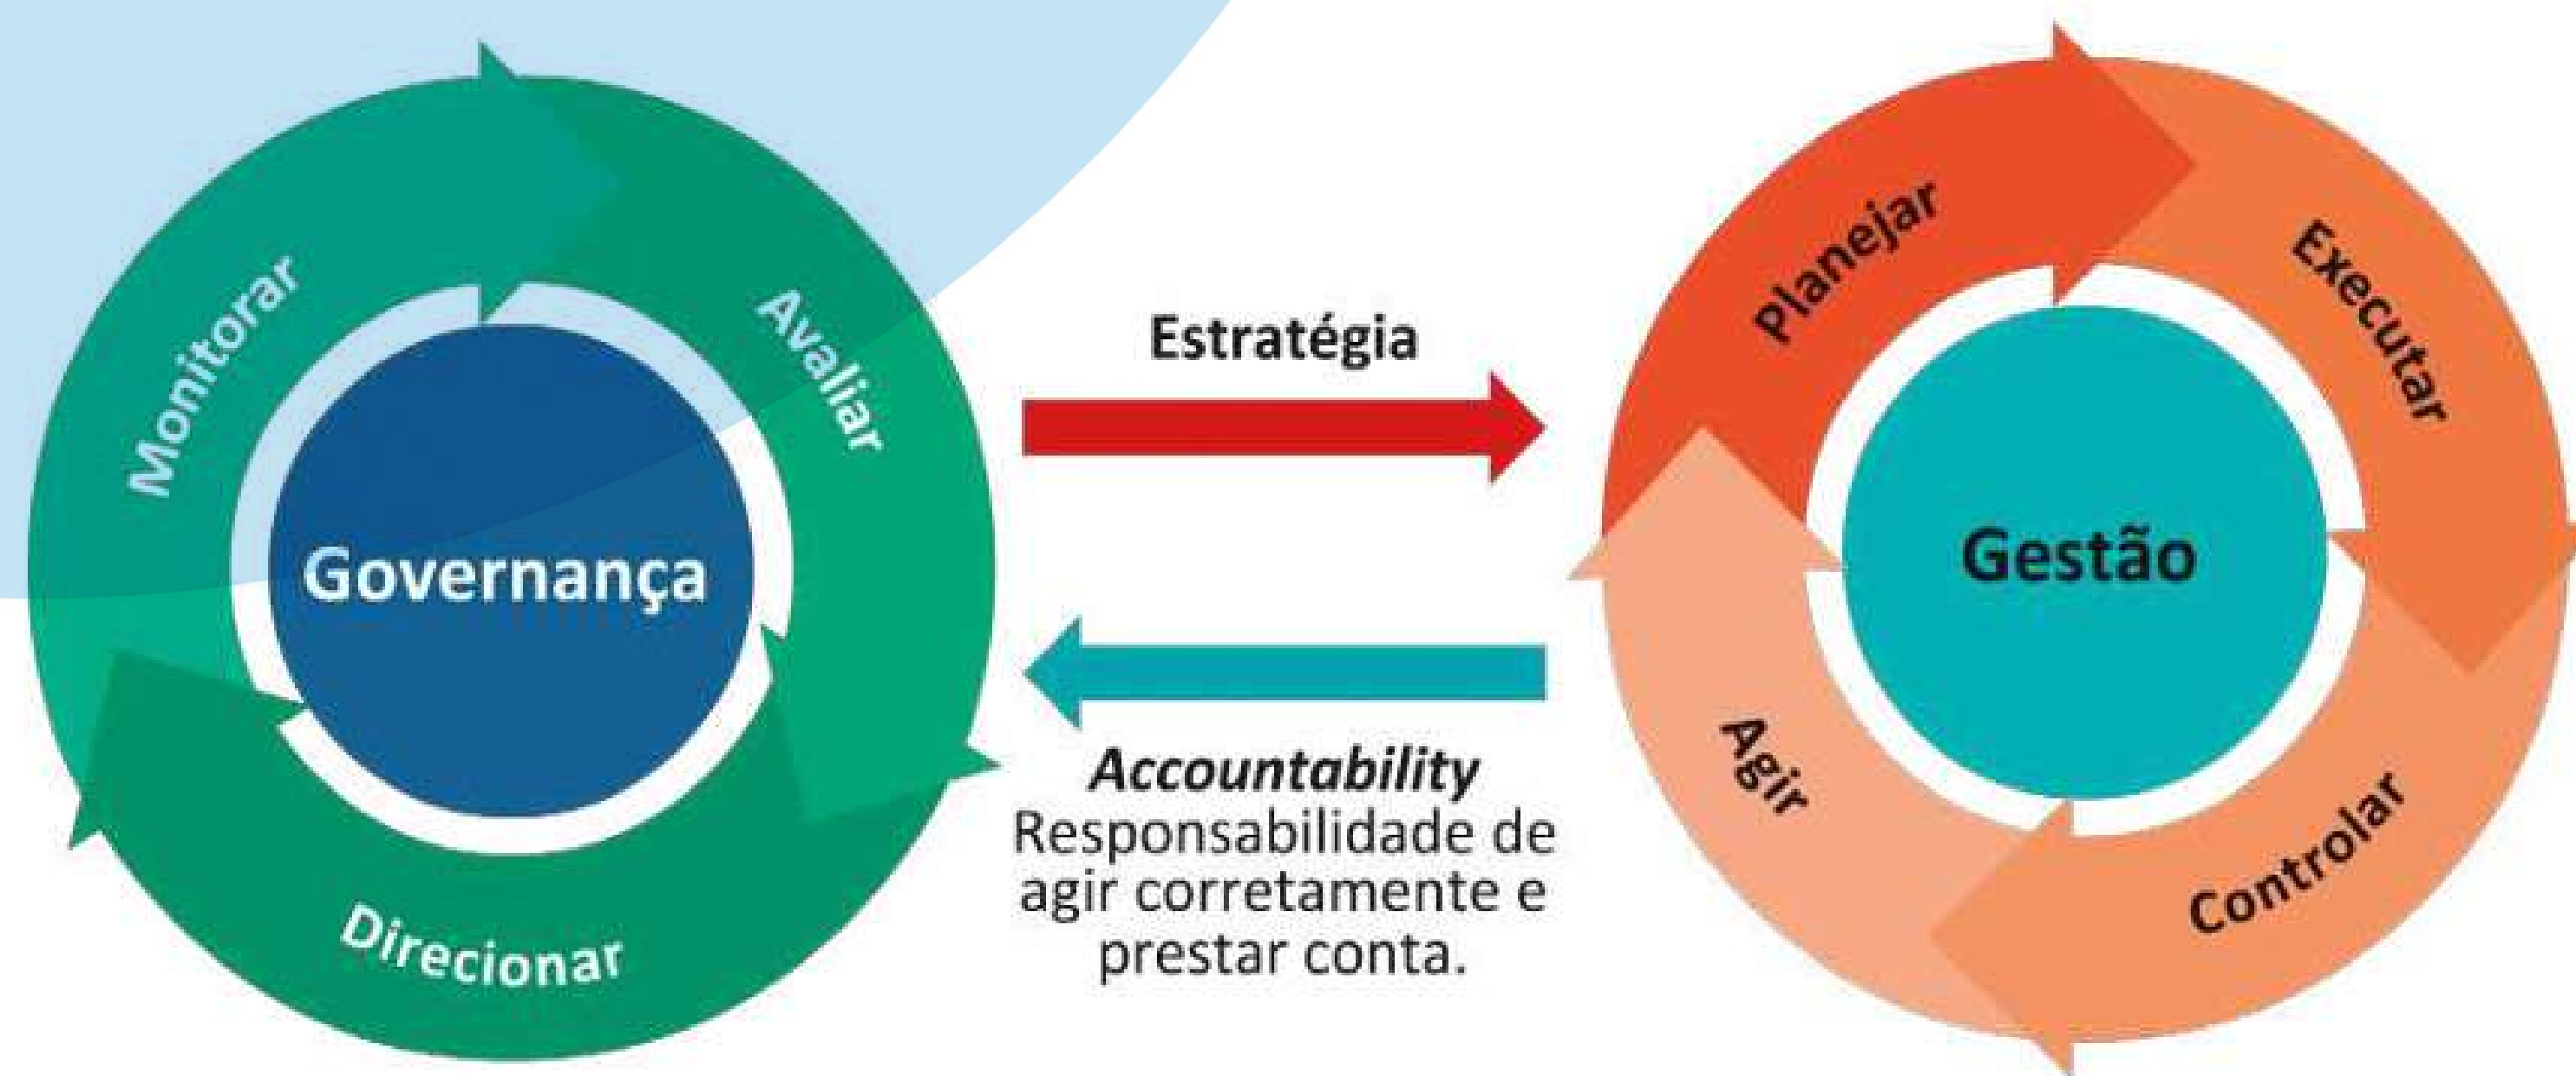 Monitorar
Avaliar
Governança
Direcionar
Estratégia
Accountability
Responsabilidade de
agir corretamente e
prestar conta.
Planejar
Executar
Gestão
Agir
Controlar